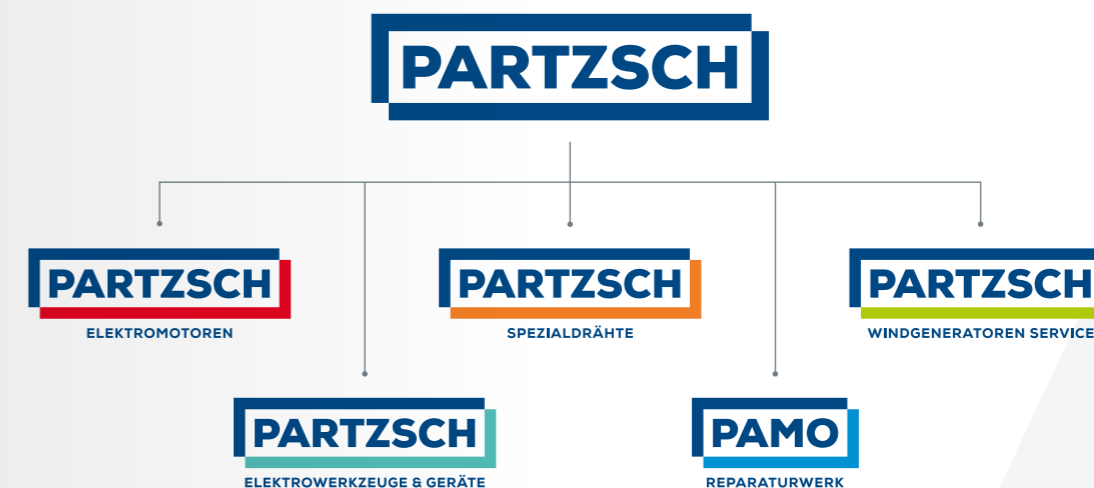 PARTZSCH
PARTZSCH
ELEKTROMOTOREN
PARTZSCH
SPEZIALDRÄHTE
PARTZSCH
WINDGENERATOREN SERVICE
PARTZSCH
ELEKTROWERKZEUGE & GERÄTE
PAMO
REPARATURWERK